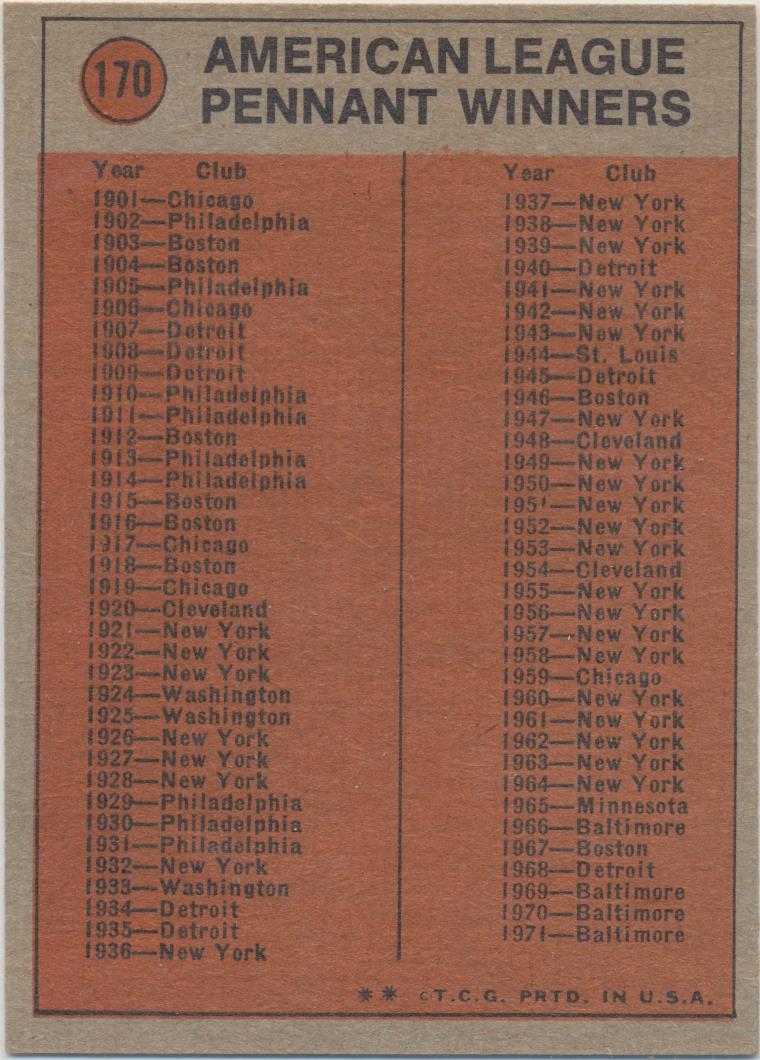 170
AMERICAN LEAGUE
PENNANT WINNERS
Year Club
1901—Chicago
1902—Philadelphia
1903—Boston
1904—Boston
1905—Philadelphia
1906—Chicago
1907—Detroit
1908—Detroit
1909—Detroit
1910—Philadelphia
1911—Philadelphia
1912—Boston
1913—Philadelphia
1914—Philadelphia
1915—Boston
1916—Boston
1917—Chicago
1918—Boston
1919—Chicago
1920—Cleveland
1921—New York
1922—New York
1923—New York
1924—Washington
1925—Washington
1926—New York
1927—New York
1928—New York
1929—Philadelphia
1930—Philadelphia
1931—Philadelphia
1932—New York
1933—Washington
1934—Detroit
1935—Detroit
1936—New York
Year Club
1937—New York
1938—New York
1939—New York
1940—Detroit
1941—New York
1942—New York
1943—New York
1944—St. Louis
1945—Detroit
1946—Boston
1947—New York
1948—Cleveland
1949—New York
1950—New York
1951—New York
1952—New York
1953—New York
1954—Cleveland
1955—New York
1956—New York
1957—New York
1958—New York
1959—Chicago
1960—New York
1961—New York
1962—New York
1963—New York
1964—New York
1965—Minnesota
1966—Baltimore
1967—Boston
1968—Detroit
1969—Baltimore
1970—Baltimore
1971—Baltimore
** ©T.C.G. PRTD. IN U.S.A.